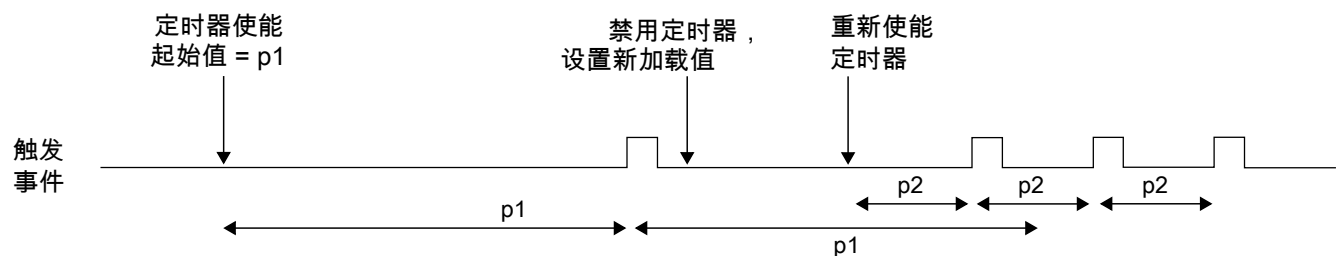 定时器使能
起始值 = p1
禁用定时器，
设置新加载值
重新使能
定时器
触发
事件
p2
p2
p2
p1
p1